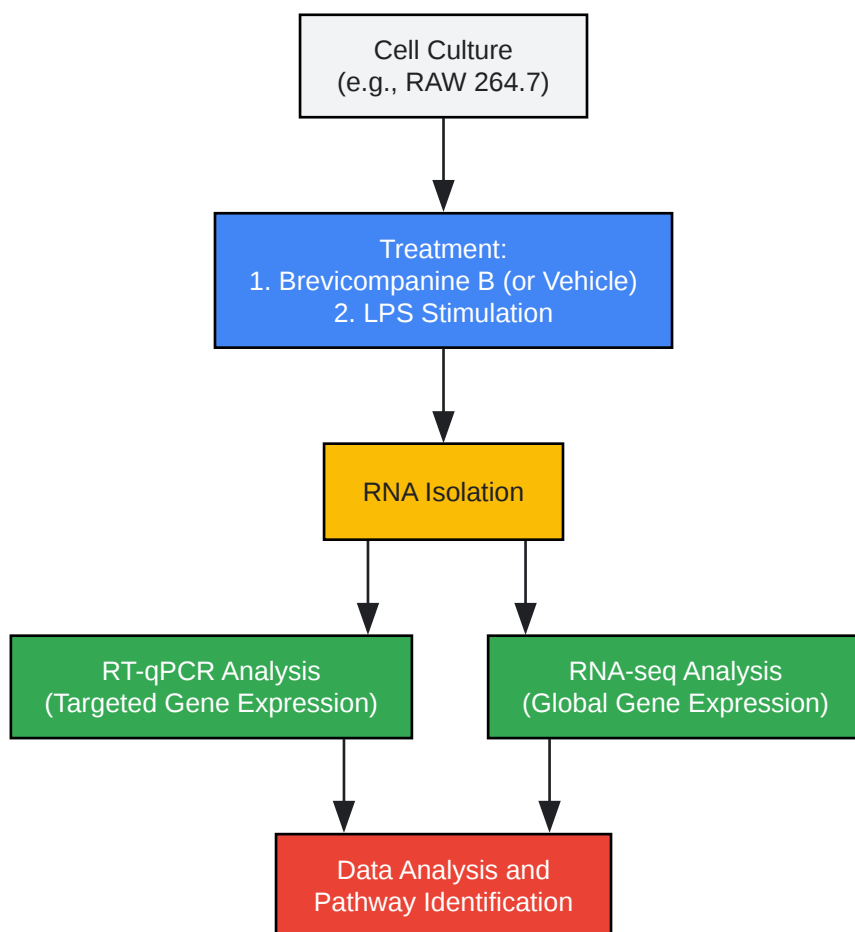 Cell Culture
(e.g., RAW 264.7)
Treatment:
1. Brevicompanine B (or Vehicle)
2. LPS Stimulation
RNA Isolation
RT-qPCR Analysis
(Targeted Gene Expression)
RNA-seq Analysis
(Global Gene Expression)
Data Analysis and
Pathway Identification